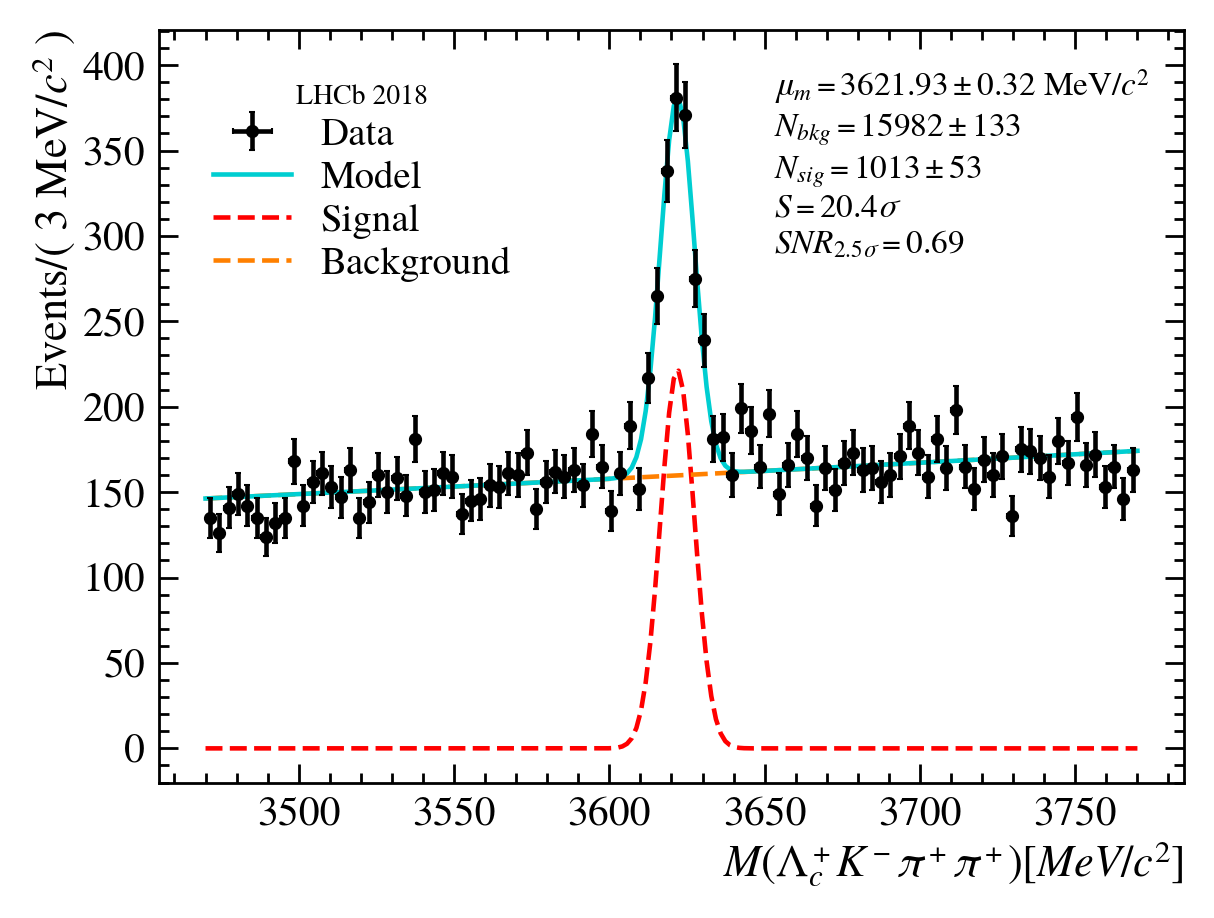 Events/( 3 MeV/c² )
400
350
300
250
200
150
100
50
0
LHCb 2018
Data
Model
Signal
Background
μₘ = 3621.93 ± 0.32 MeV/c²
N_bkg = 15982 ± 133
N_sig = 1013 ± 53
S = 20.4σ
SNR_2.5σ = 0.69
3500 3550 3600 3650 3700 3750
M(Λ_c⁺K⁻π⁺π⁺)[MeV/c²]